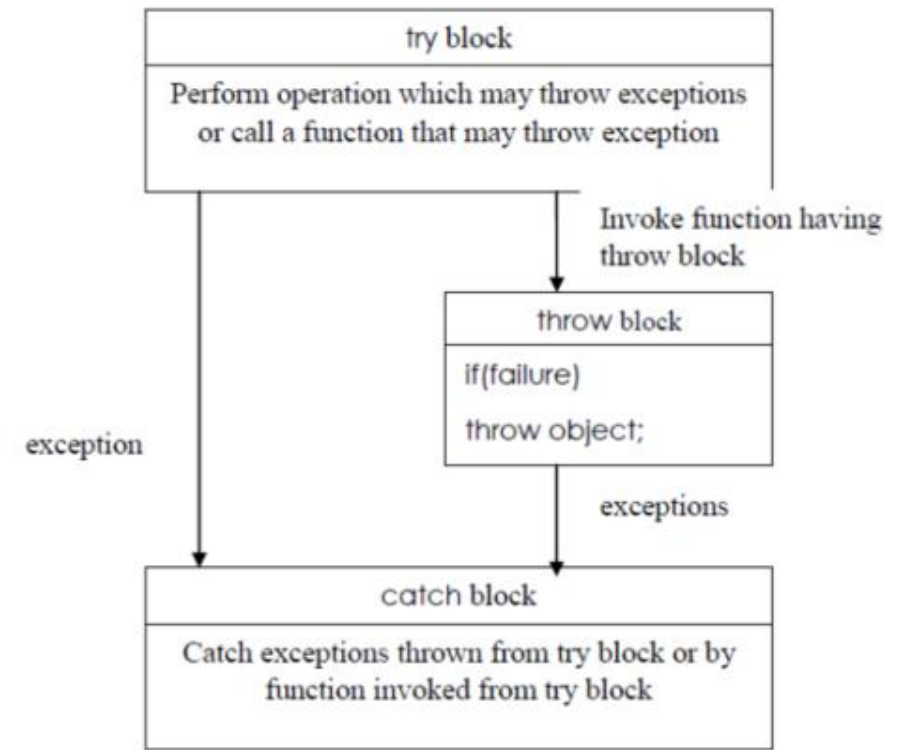 try block
Perform operation which may throw exceptions
or call a function that may throw exception
Invoke function having
throw block
throw block
if(failure)
throw object;
exception
exceptions
catch block
Catch exceptions thrown from try block or by
function invoked from try block